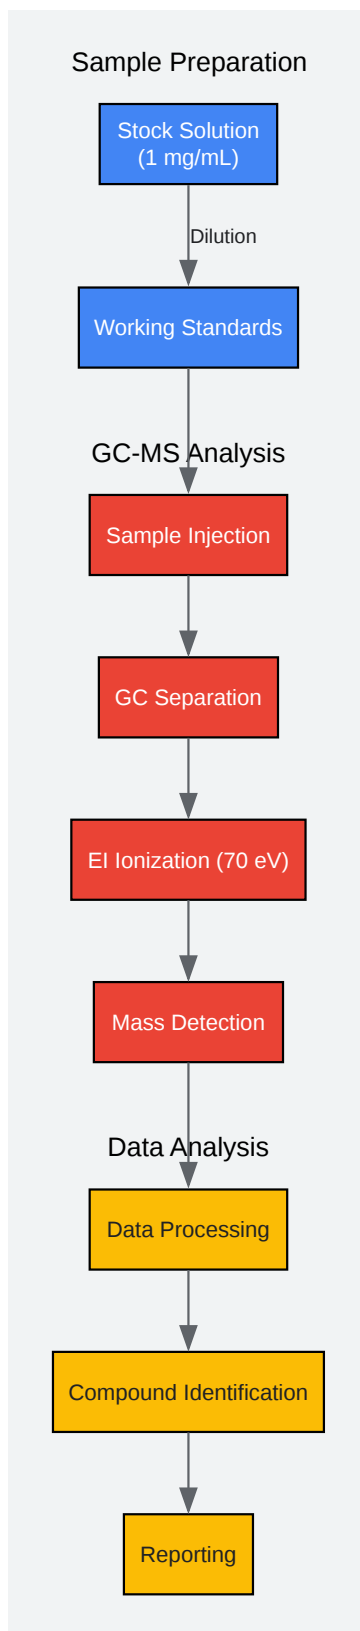 Sample Preparation
Stock Solution
(1 mg/mL)
Dilution
Working Standards
GC-MS Analysis
Sample Injection
GC Separation
EI Ionization (70 eV)
Mass Detection
Data Analysis
Data Processing
Compound Identification
Reporting